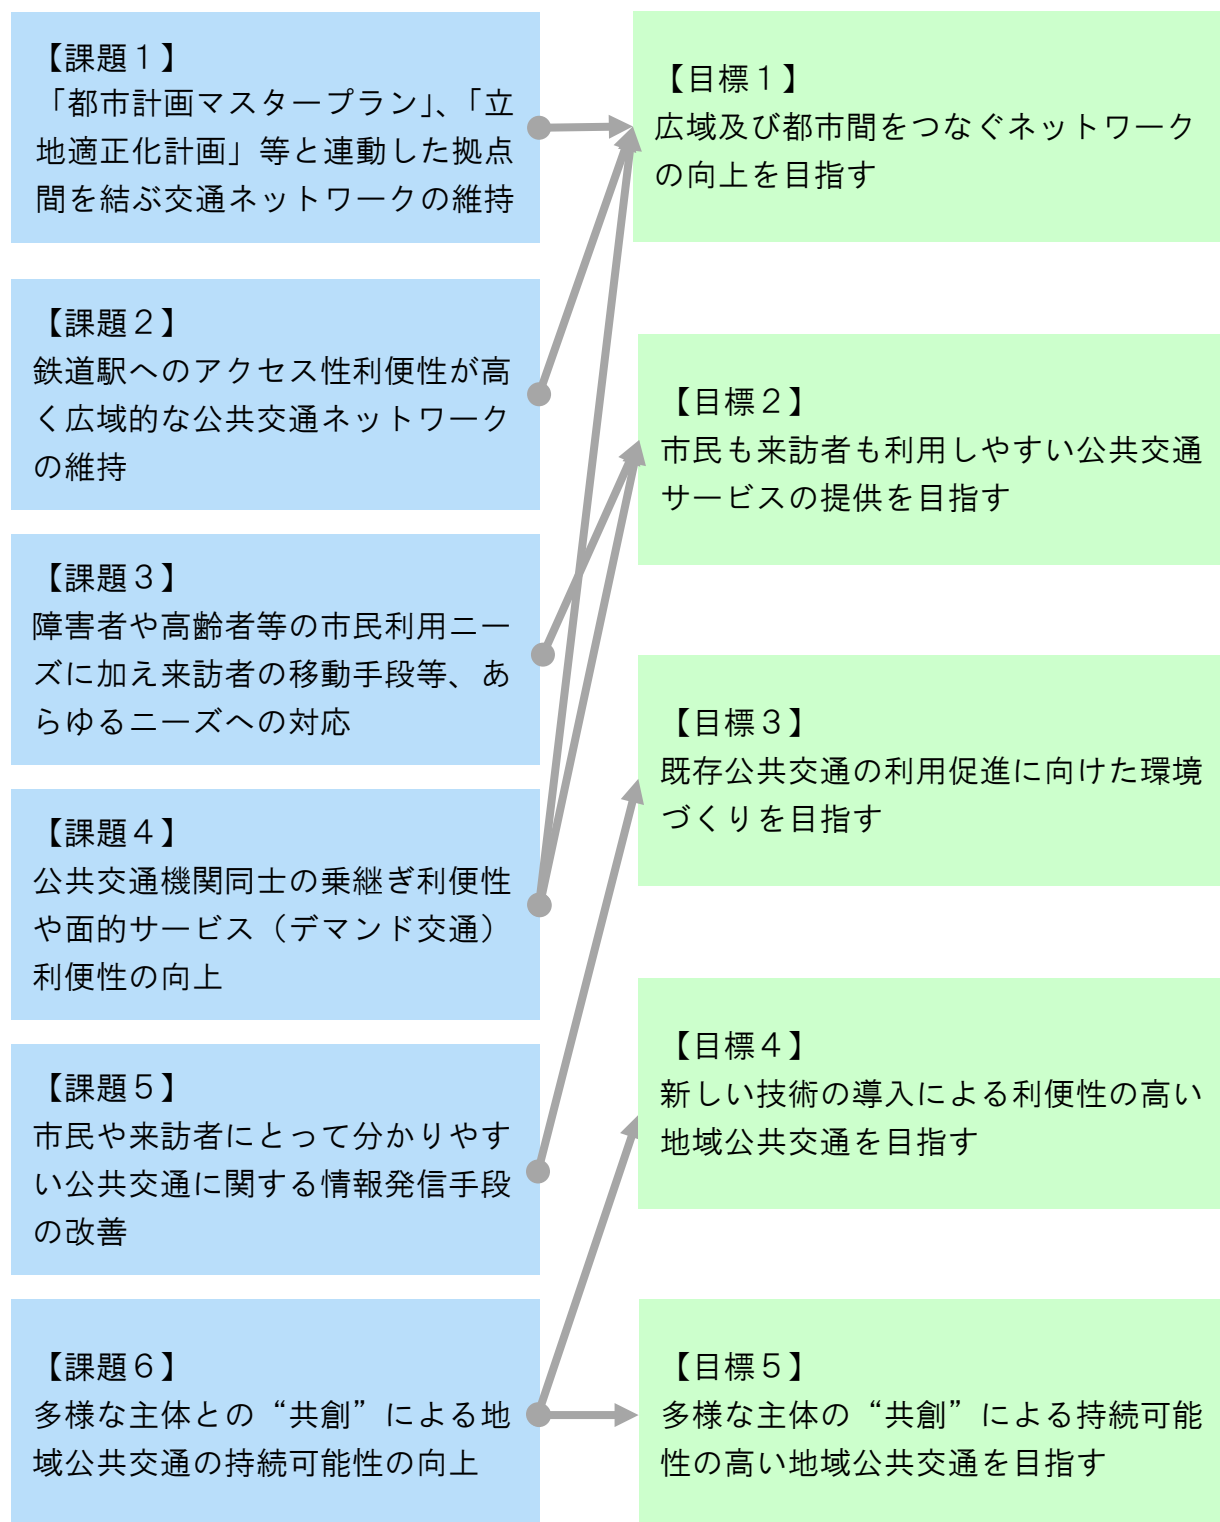 【課題１】
「都市計画マスタープラン」、「立
地適正化計画」等と連動した拠点
間を結ぶ交通ネットワークの維持
【課題２】
鉄道駅へのアクセス性利便性が高
く広域的な公共交通ネットワーク
の維持
【課題３】
障害者や高齢者等の市民利用ニー
ズに加え来訪者の移動手段等、あ
らゆるニーズへの対応
【課題４】
公共交通機関同士の乗継ぎ利便性
や面的サービス（デマンド交通）
利便性の向上
【課題５】
市民や来訪者にとって分かりやす
い公共交通に関する情報発信手段
の改善
【課題６】
多様な主体との“共創”による地
域公共交通の持続可能性の向上
【目標１】
広域及び都市間をつなぐネットワーク
の向上を目指す
【目標２】
市民も来訪者も利用しやすい公共交通
サービスの提供を目指す
【目標３】
既存公共交通の利用促進に向けた環境
づくりを目指す
【目標４】
新しい技術の導入による利便性の高い
地域公共交通を目指す
【目標５】
多様な主体の“共創”による持続可能
性の高い地域公共交通を目指す